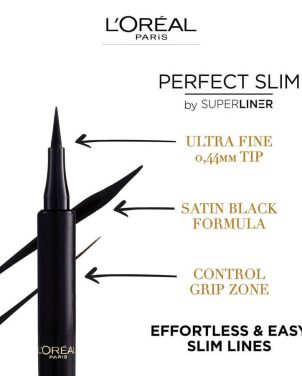 L'ORÉAL
PARIS
PERFECT SLIM
by SUPERLINER
ULTRA FINE
0,44MM TIP
SATIN BLACK
FORMULA
CONTROL
GRIP ZONE
L'ORÉAL
PARIS
EFFORTLESS & EASY
SLIM LINES